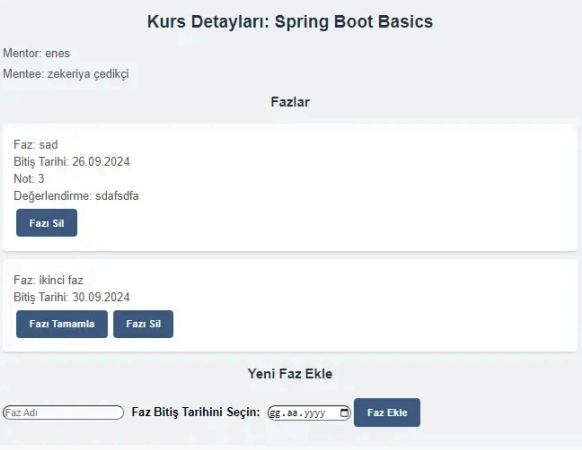 Kurs Detayları: Spring Boot Basics
Mentor: enes
Mentee: zekeriya çedikçi
Fazlar
Faz: sad
Bitiş Tarihi: 26.09.2024
Not: 3
Değerlendirme: sdafsdfa
Fazı Sil
Faz: ikinci faz
Bitiş Tarihi: 30.09.2024
Fazı Tamamla Fazı Sil
Yeni Faz Ekle
Faz Adı Faz Bitiş Tarihini Seçin: gg.aa.yyyy Faz Ekle